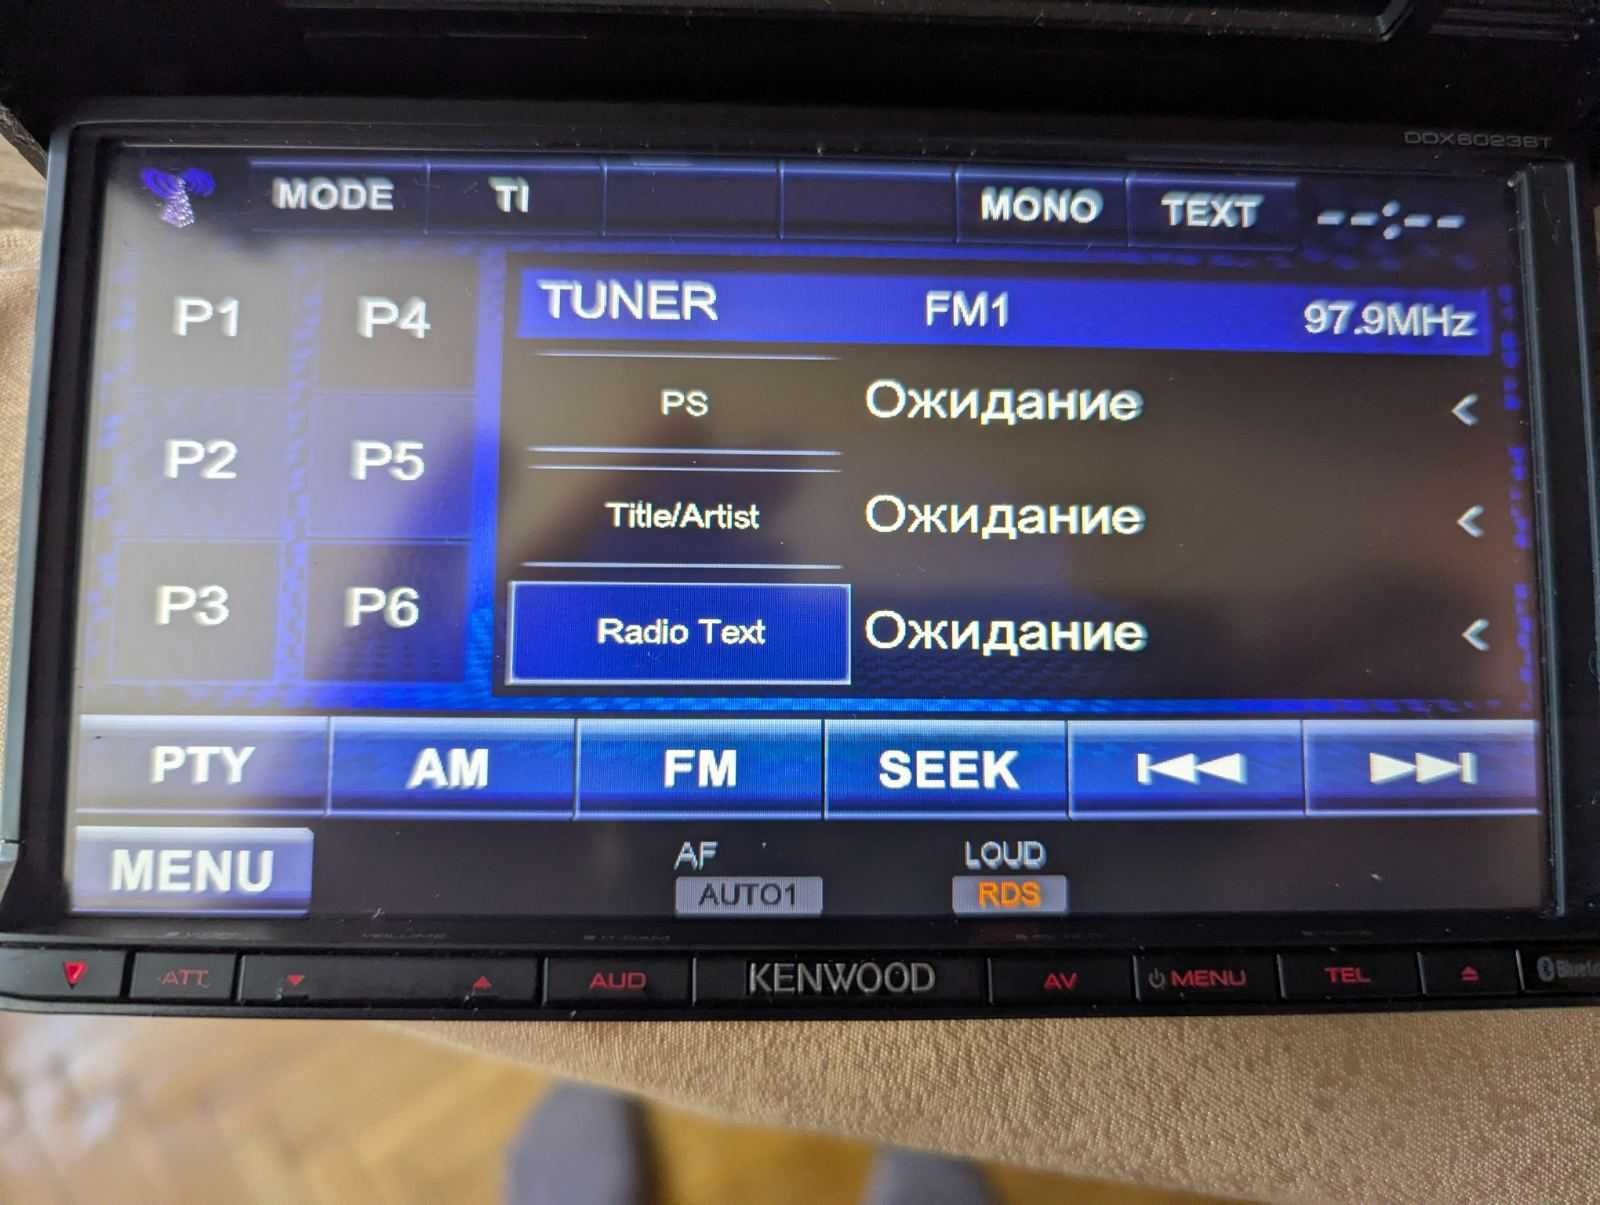 DDX6023BT
MODE TI MONO TEXT --:--
P1 P4
P2 P5
P3 P6
TUNER FM1 97.9MHz
PS Ожидание <
Title/Artist Ожидание <
Radio Text Ожидание <
PTY AM FM SEEK
MENU
AF LOUD
AUTO1 RDS
ATT AUD KENWOOD AV MENU TEL